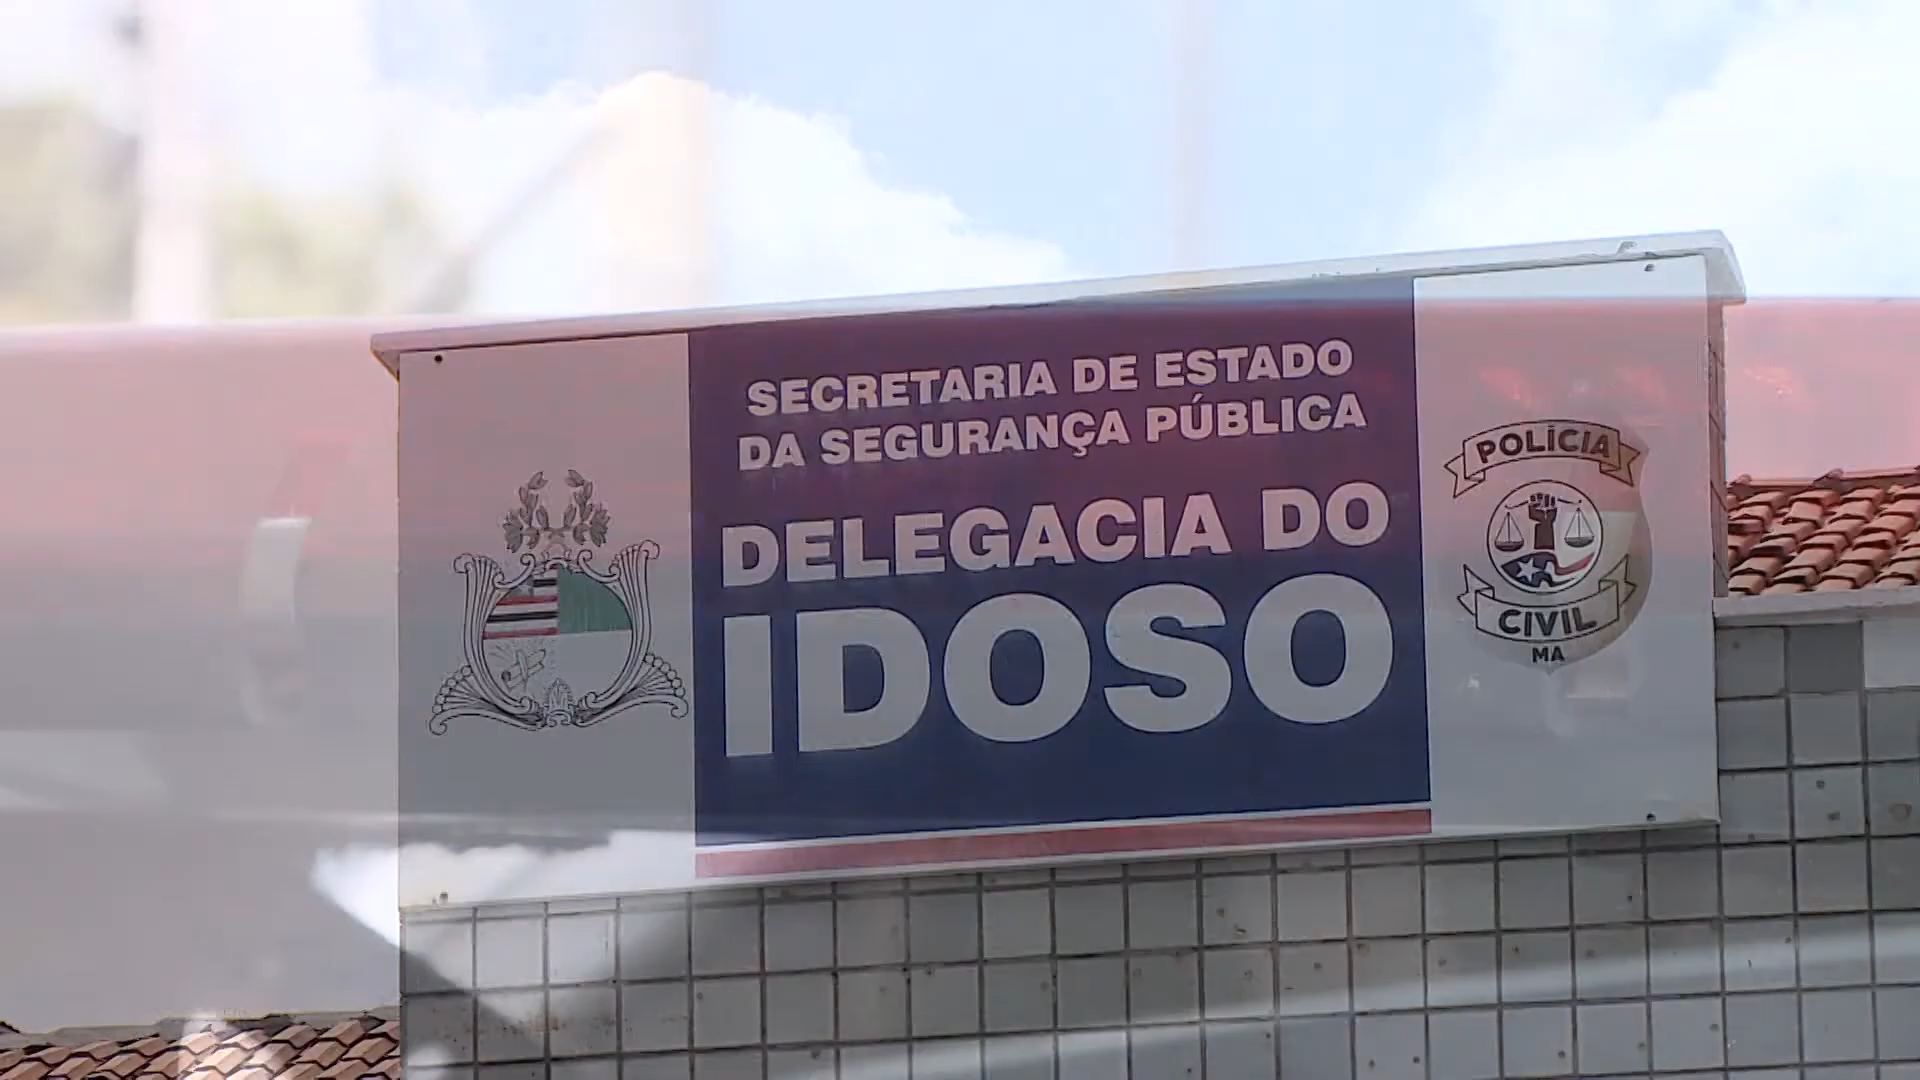 SECRETARIA DE ESTADO
DA SEGURANÇA PÚBLICA
DELEGACIA DO
IDOSO
POLÍCIA
CIVIL
MA